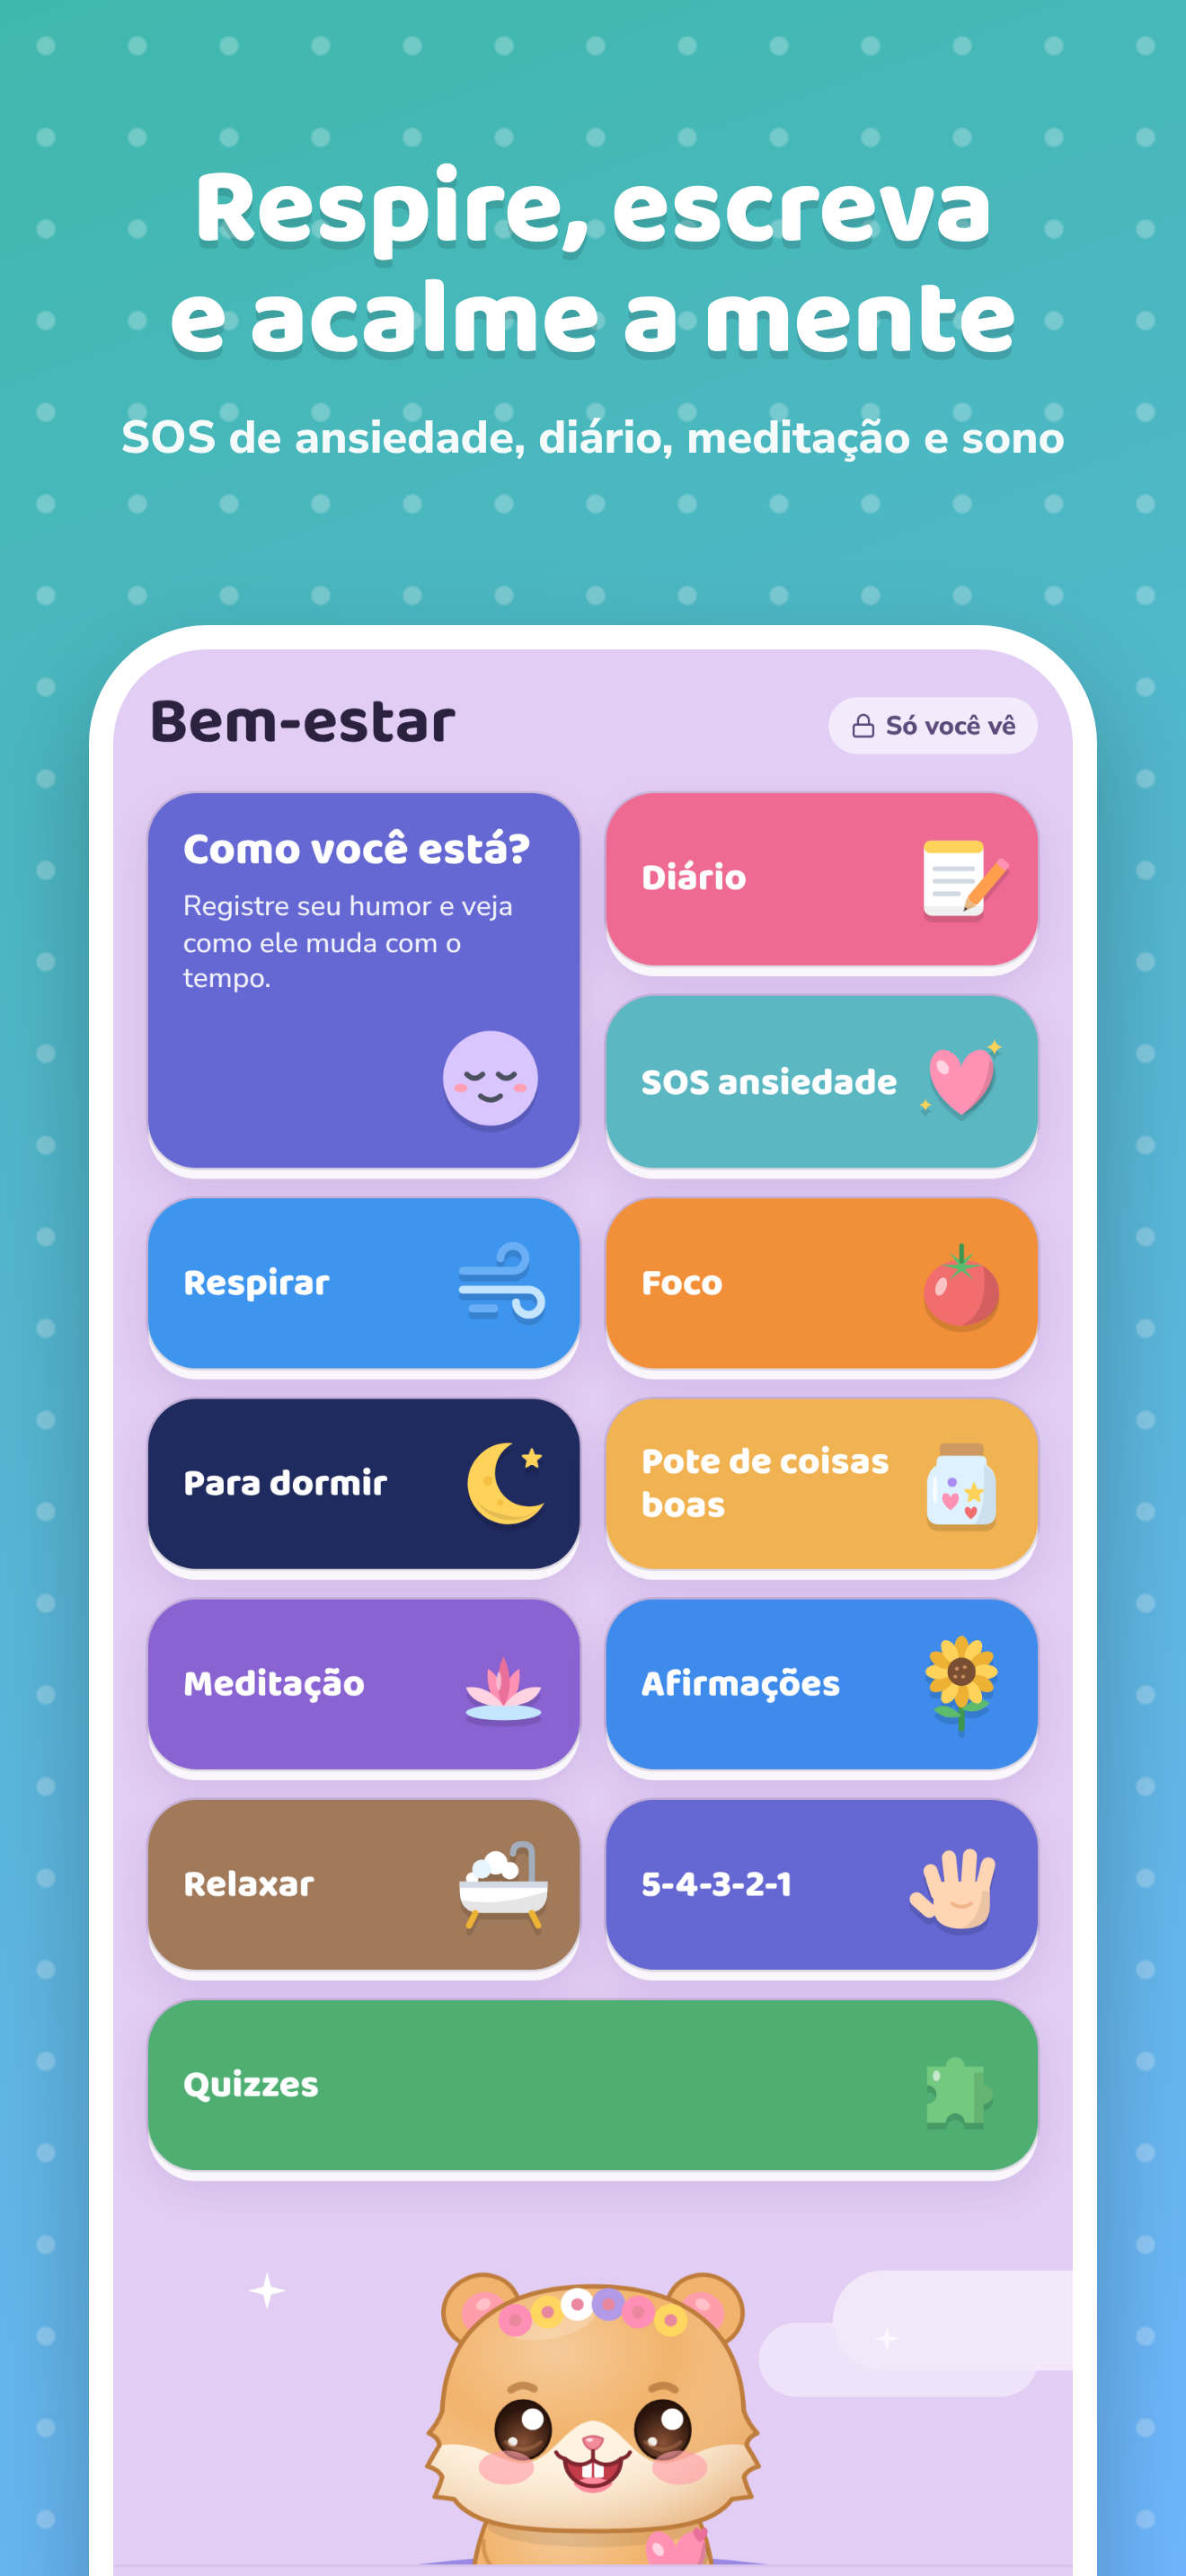 Respire, escreva
e acalme a mente
SOS de ansiedade, diário, meditação e sono
Bem-estar
Só você vê
Como você está?
Registre seu humor e veja
como ele muda com o
tempo.
Diário
SOS ansiedade
Respirar
Foco
Para dormir
Pote de coisas
boas
Meditação
Afirmações
Relaxar
5-4-3-2-1
Quizzes